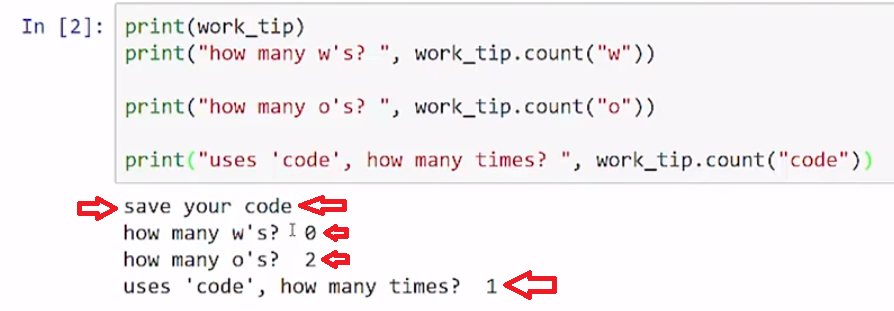 In [2]: print(work_tip)
print("how many w's? ", work_tip.count("w"))
print("how many o's? ", work_tip.count("o"))
print("uses 'code', how many times? ", work_tip.count("code"))
save your code
how many w's?  0
how many o's?  2
uses 'code', how many times?  1